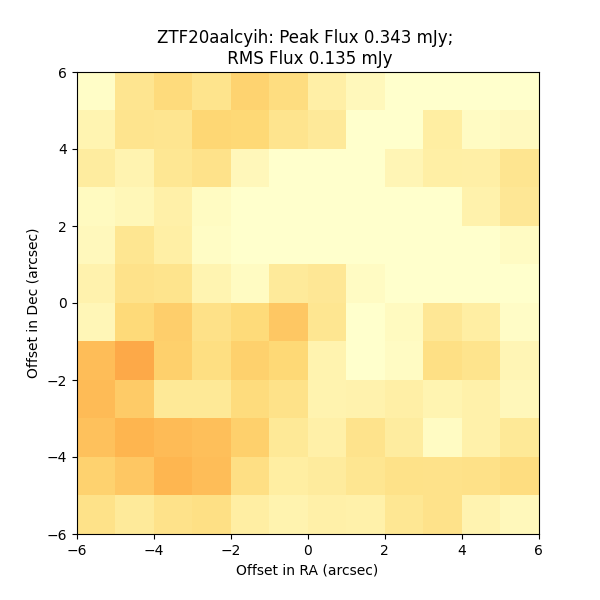 ZTF20aalcyih: Peak Flux 0.343 mJy;
RMS Flux 0.135 mJy
6
4
2
0
−2
−4
−6
Offset in Dec (arcsec)
−6 −4 −2 0 2 4 6
Offset in RA (arcsec)